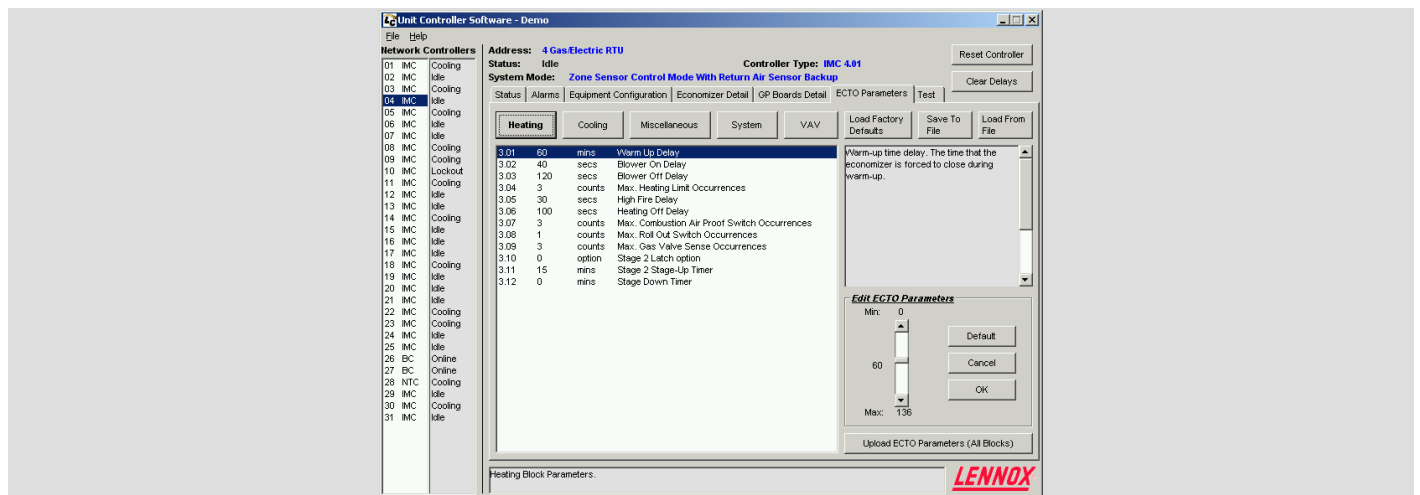 Unit Controller Software - Demo
File Help
Network Controllers
01 IMC Cooling
02 IMC Idle
03 IMC Cooling
04 IMC Idle
05 IMC Cooling
06 IMC Idle
07 IMC Idle
08 IMC Cooling
09 IMC Cooling
10 IMC Lockout
11 IMC Cooling
12 IMC Idle
13 IMC Idle
14 IMC Cooling
15 IMC Idle
16 IMC Idle
17 IMC Idle
18 IMC Cooling
19 IMC Idle
20 IMC Idle
21 IMC Idle
22 IMC Cooling
23 IMC Cooling
24 IMC Idle
25 IMC Idle
26 BC Online
27 BC Online
28 NTC Cooling
29 IMC Idle
30 IMC Cooling
31 IMC Idle
Address: 4 Gas/Electric RTU
Status: Idle Controller Type: IMC 4.01
System Mode: Zone Sensor Control Mode With Return Air Sensor Backup
Reset Controller
Clear Delays
Status Alarms Equipment Configuration Economizer Detail GP Boards Detail ECTO Parameters Test
Heating Cooling Miscellaneous System VAV
Load Factory Defaults
Save To File
Load From File
3.01 60 mins Warm Up Delay
3.02 40 secs Blower On Delay
3.03 120 secs Blower Off Delay
3.04 3 counts Max. Heating Limit Occurrences
3.05 30 secs High Fire Delay
3.06 100 secs Heating Off Delay
3.07 3 counts Max. Combustion Air Proof Switch Occurrences
3.08 1 counts Max. Roll Out Switch Occurrences
3.09 3 counts Max. Gas Valve Sense Occurrences
3.10 0 option Stage 2 Latch option
3.11 15 mins Stage 2 Stage-Up Timer
3.12 0 mins Stage Down Timer
Warm-up time delay. The time that the
economizer is forced to close during
warm-up.
Edit ECTO Parameters
Min: 0
60
Max: 136
Default
Cancel
OK
Upload ECTO Parameters (All Blocks)
Heating Block Parameters.
LENNOX